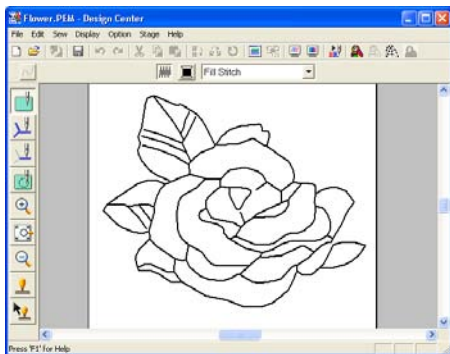 Flower.PEM - Design Center
File Edit Sew Display Option Stage Help
Fill Stitch
Press 'F1' for Help